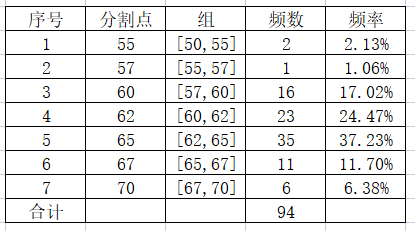 序号 分割点 组 频数 频率
1 55 [50,55] 2 2.13%
2 57 [55,57] 1 1.06%
3 60 [57,60] 16 17.02%
4 62 [60,62] 23 24.47%
5 65 [62,65] 35 37.23%
6 67 [65,67] 11 11.70%
7 70 [67,70] 6 6.38%
合计 94